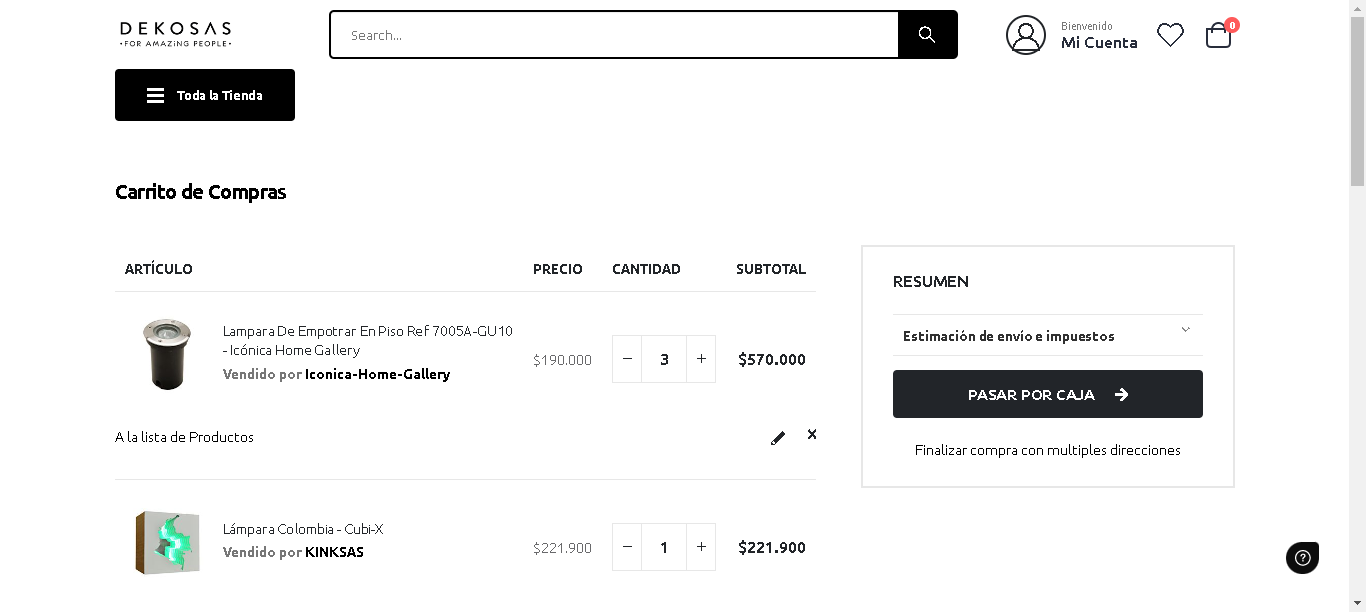 DEKOSAS
•FOR AMAZING PEOPLE•
Search...
Bienvenido
Mi Cuenta
0
Toda la Tienda
Carrito de Compras
ARTÍCULO PRECIO CANTIDAD SUBTOTAL
Lampara De Empotrar En Piso Ref 7005A-GU10
- Icónica Home Gallery
Vendido por Iconica-Home-Gallery
$190.000 − 3 + $570.000
A la lista de Productos
Lámpara Colombia - Cubi-X
Vendido por KINKSAS
$221.900 − 1 + $221.900
RESUMEN
Estimación de envío e impuestos
PASAR POR CAJA
Finalizar compra con multiples direcciones